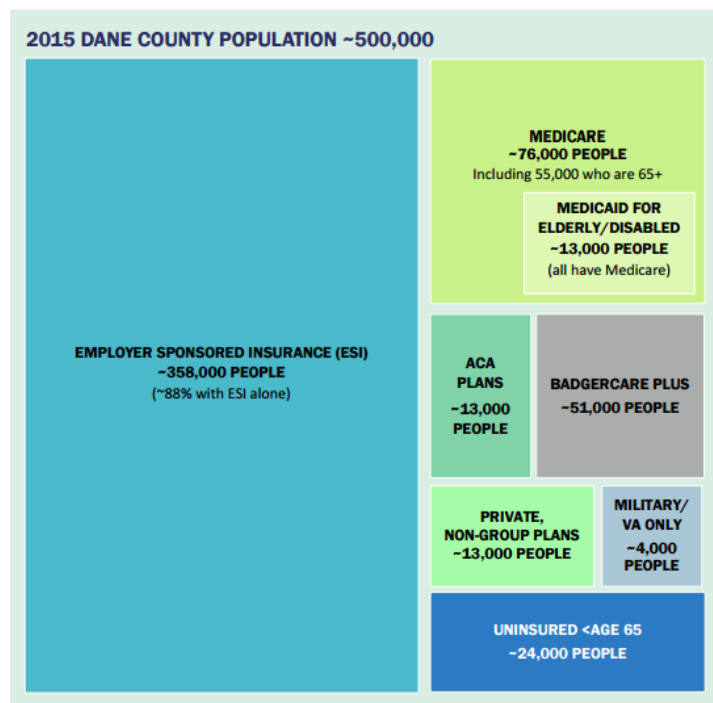 2015 DANE COUNTY POPULATION ~500,000
EMPLOYER SPONSORED INSURANCE (ESI)
~358,000 PEOPLE
(~88% with ESI alone)
MEDICARE
~76,000 PEOPLE
Including 55,000 who are 65+
MEDICAID FOR
ELDERLY/DISABLED
~13,000 PEOPLE
(all have Medicare)
ACA
PLANS
~13,000
PEOPLE
BADGERCARE PLUS
~51,000 PEOPLE
PRIVATE,
NON-GROUP PLANS
~13,000 PEOPLE
MILITARY/
VA ONLY
~4,000
PEOPLE
UNINSURED <AGE 65
~24,000 PEOPLE